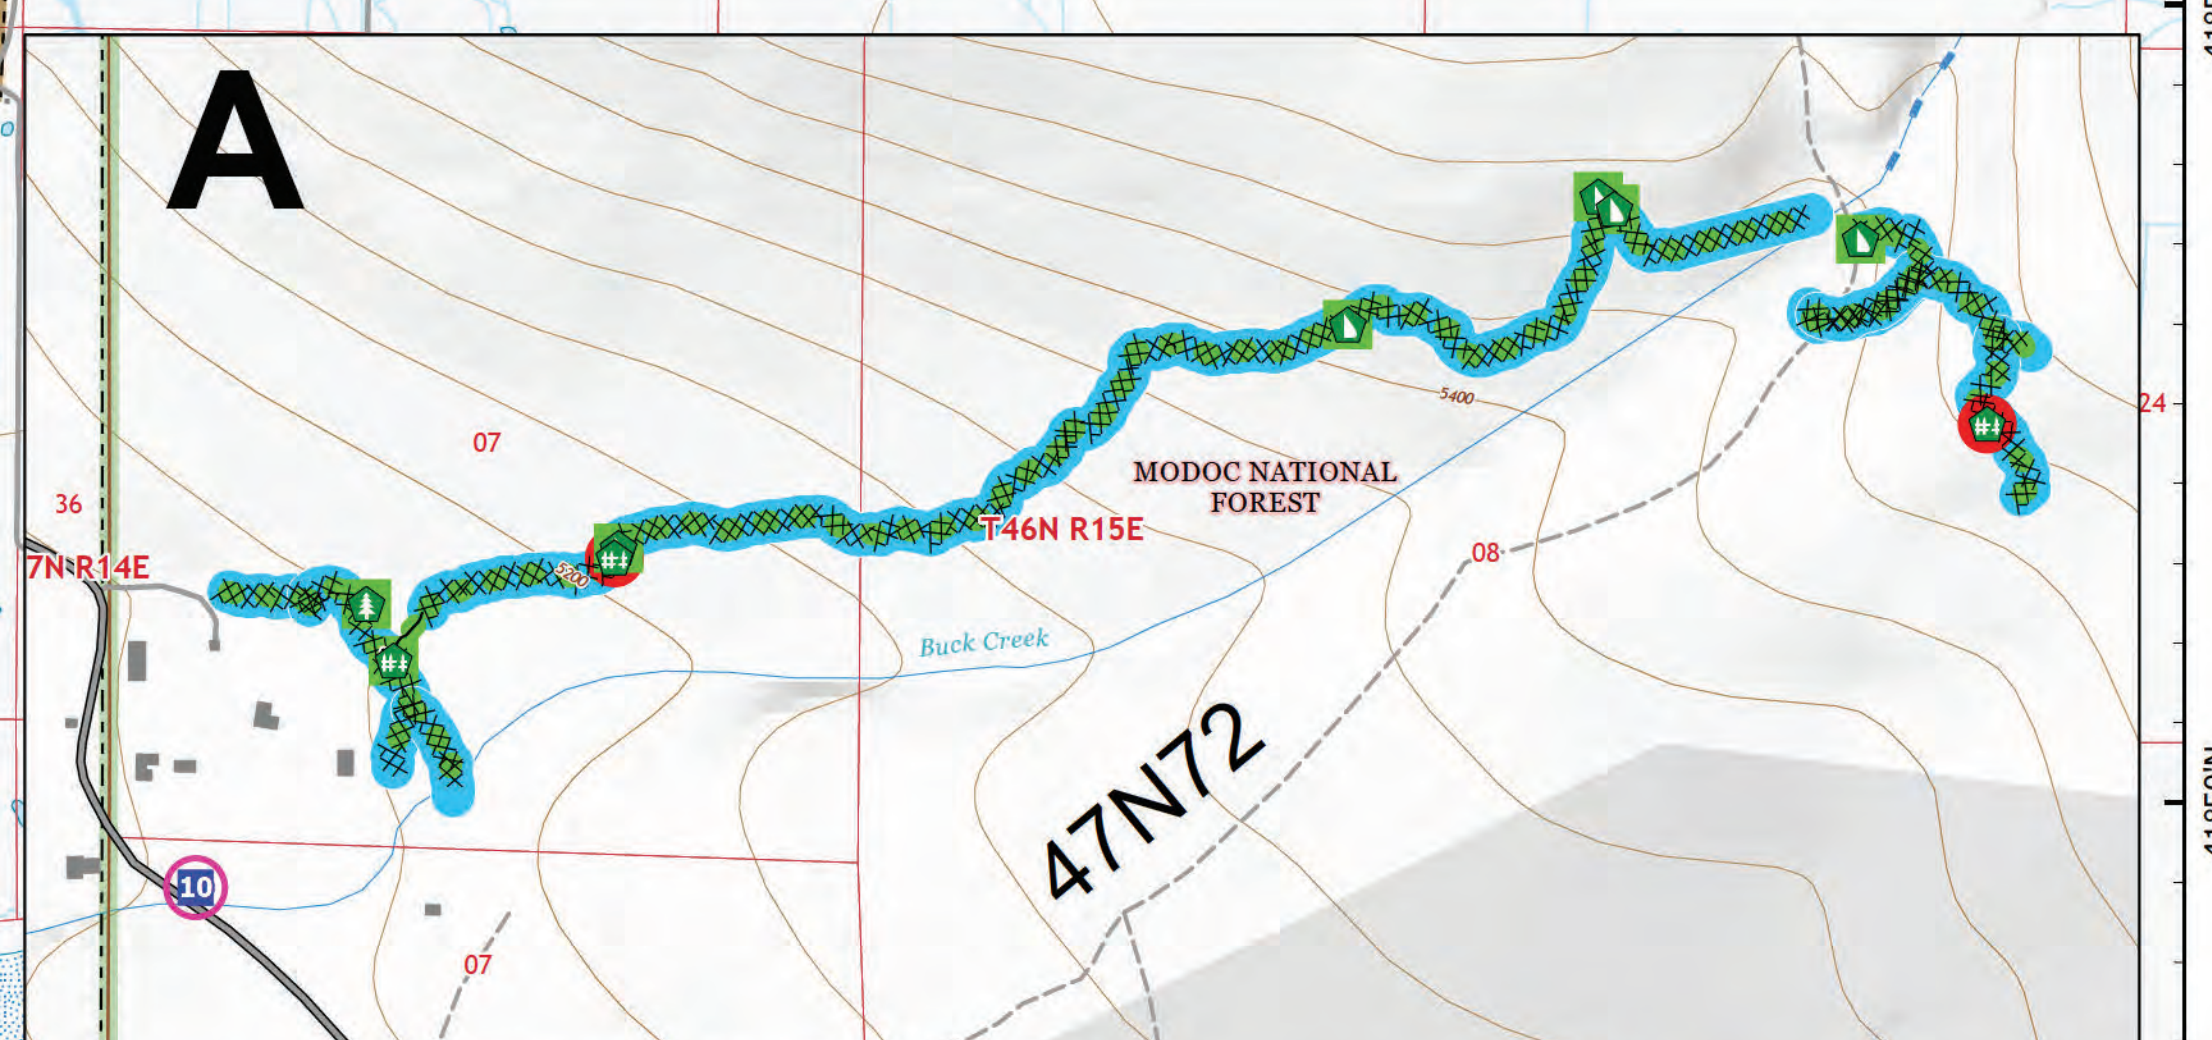 A
07
36
7N R14E
5200
T46N R15E
MODOC NATIONAL
FOREST
5400
24
08
Buck Creek
47N72
10
07